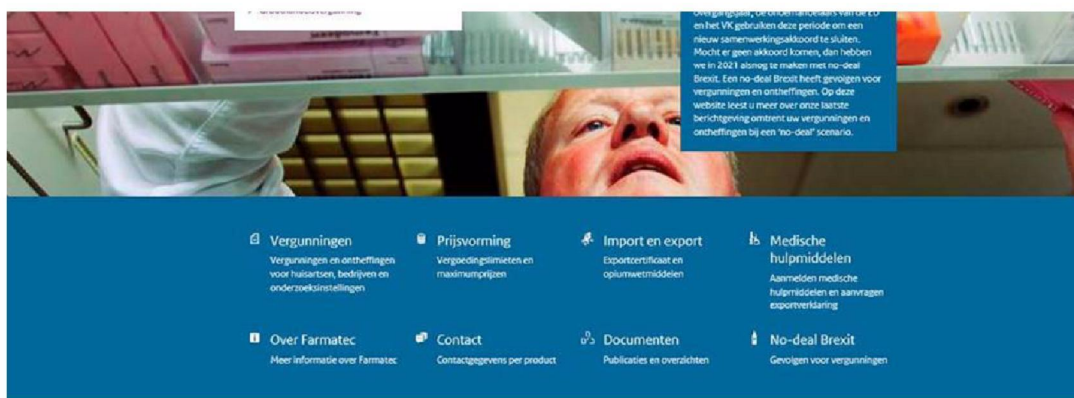 overgangsjaar, de onderhandelaars van de EU
en het VK gebruiken deze periode om een
nieuw samenwerkingsakkoord te sluiten.
Mocht er geen akkoord komen, dan hebben
we in 2021 alsnog te maken met no-deal
Brexit. Een no-deal Brexit heeft gevolgen voor
vergunningen en ontheffingen. Op deze
website leest u meer over onze laatste
berichtgeving omtrent uw vergunningen en
ontheffingen bij een 'no-deal' scenario.
Vergunningen
Vergunningen en ontheffingen
voor huisartsen, bedrijven en
onderzoeksinstellingen
Prijsvorming
Vergoedingslimieten en
maximumprijzen
Import en export
Exportcertificaat en
opiumwetmiddelen
Medische
hulpmiddelen
Aanmelden medische
hulpmiddelen en aanvragen
exportverklaring
Over Farmatec
Meer informatie over Farmatec
Contact
Contactgegevens per product
Documenten
Publicaties en overzichten
No-deal Brexit
Gevolgen voor vergunningen